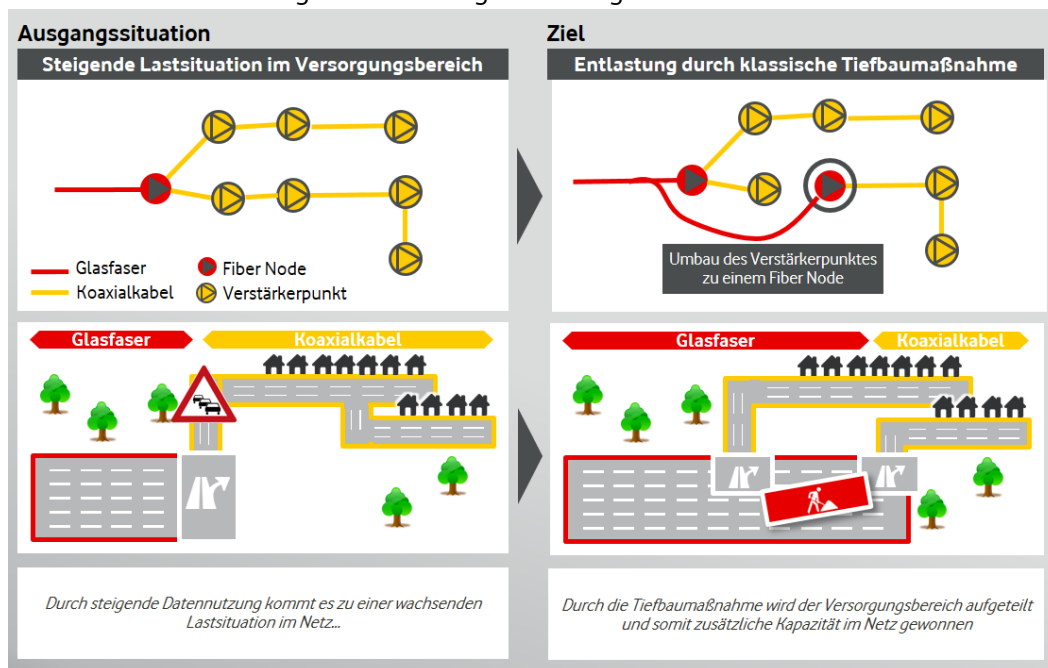 Ausgangssituation
Steigende Lastsituation im Versorgungsbereich
Glasfaser
Fiber Node
Koaxialkabel
Verstärkerpunkt
Glasfaser
Koaxialkabel
Durch steigende Datennutzung kommt es zu einer wachsenden
Lastsituation im Netz...
Ziel
Entlastung durch klassische Tiefbaumaßnahme
Umbau des Verstärkerpunktes
zu einem Fiber Node
Glasfaser
Koaxialkabel
Durch die Tiefbaumaßnahme wird der Versorgungsbereich aufgeteilt
und somit zusätzliche Kapazität im Netz gewonnen